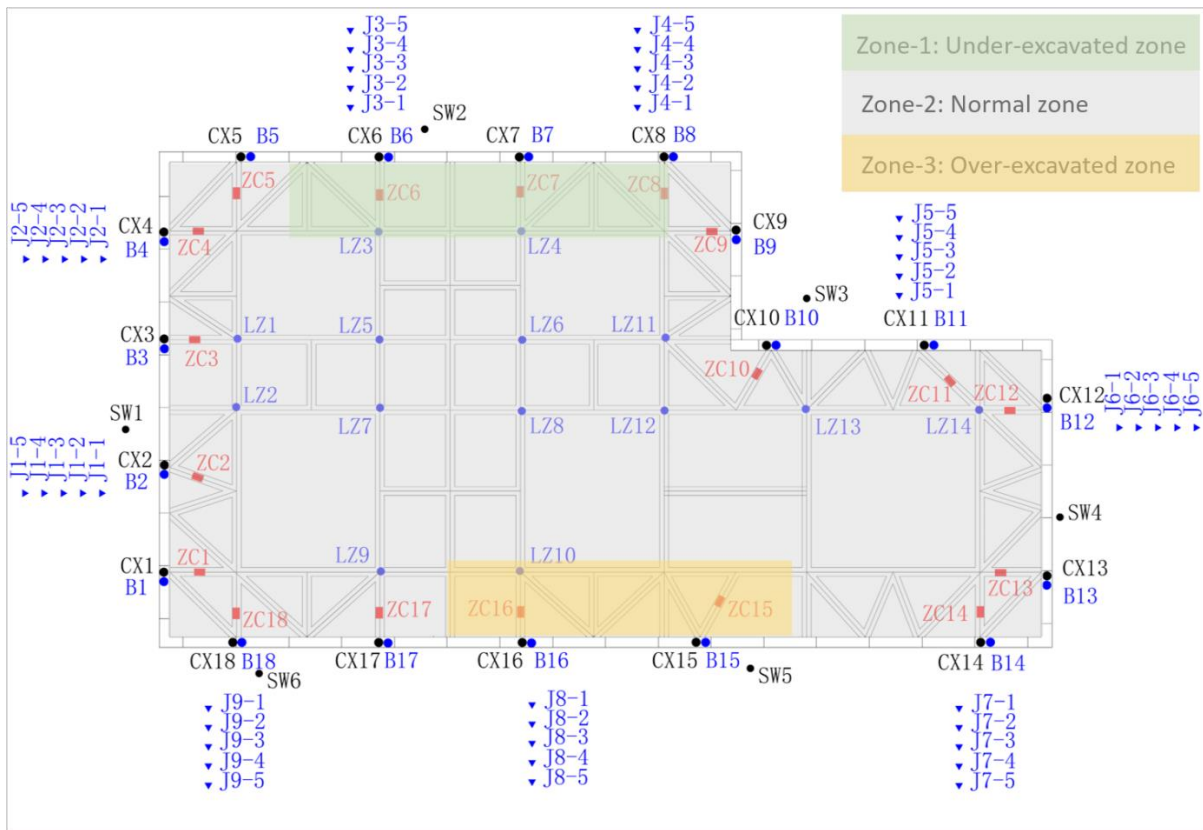 J3-5
J3-4
J3-3
J3-2
J3-1
J4-5
J4-4
J4-3
J4-2
J4-1
Zone-1: Under-excavated zone
Zone-2: Normal zone
Zone-3: Over-excavated zone
SW2
CX5 B5
CX6 B6
CX7 B7
CX8 B8
ZC5
ZC6
ZC7
ZC8
J2-5
J2-4
J2-3
J2-2
J2-1
CX4
B4
ZC4
LZ3
LZ4
ZC9
CX9
B9
J5-5
J5-4
J5-3
J5-2
J5-1
SW3
CX3
B3
ZC3
LZ1
LZ5
LZ6
LZ11
CX10 B10
CX11 B11
ZC10
ZC11
ZC12
CX12
B12
J6-1
J6-2
J6-3
J6-4
J6-5
SW1
LZ2
LZ7
LZ8
LZ12
LZ13
LZ14
J1-5
J1-4
J1-3
J1-2
J1-1
CX2
B2
ZC2
SW4
CX1
B1
ZC1
LZ9
LZ10
CX13
B13
ZC13
ZC18
ZC17
ZC16
ZC15
ZC14
CX18 B18
CX17 B17
CX16 B16
CX15 B15
CX14 B14
SW6
SW5
J9-1
J9-2
J9-3
J9-4
J9-5
J8-1
J8-2
J8-3
J8-4
J8-5
J7-1
J7-2
J7-3
J7-4
J7-5